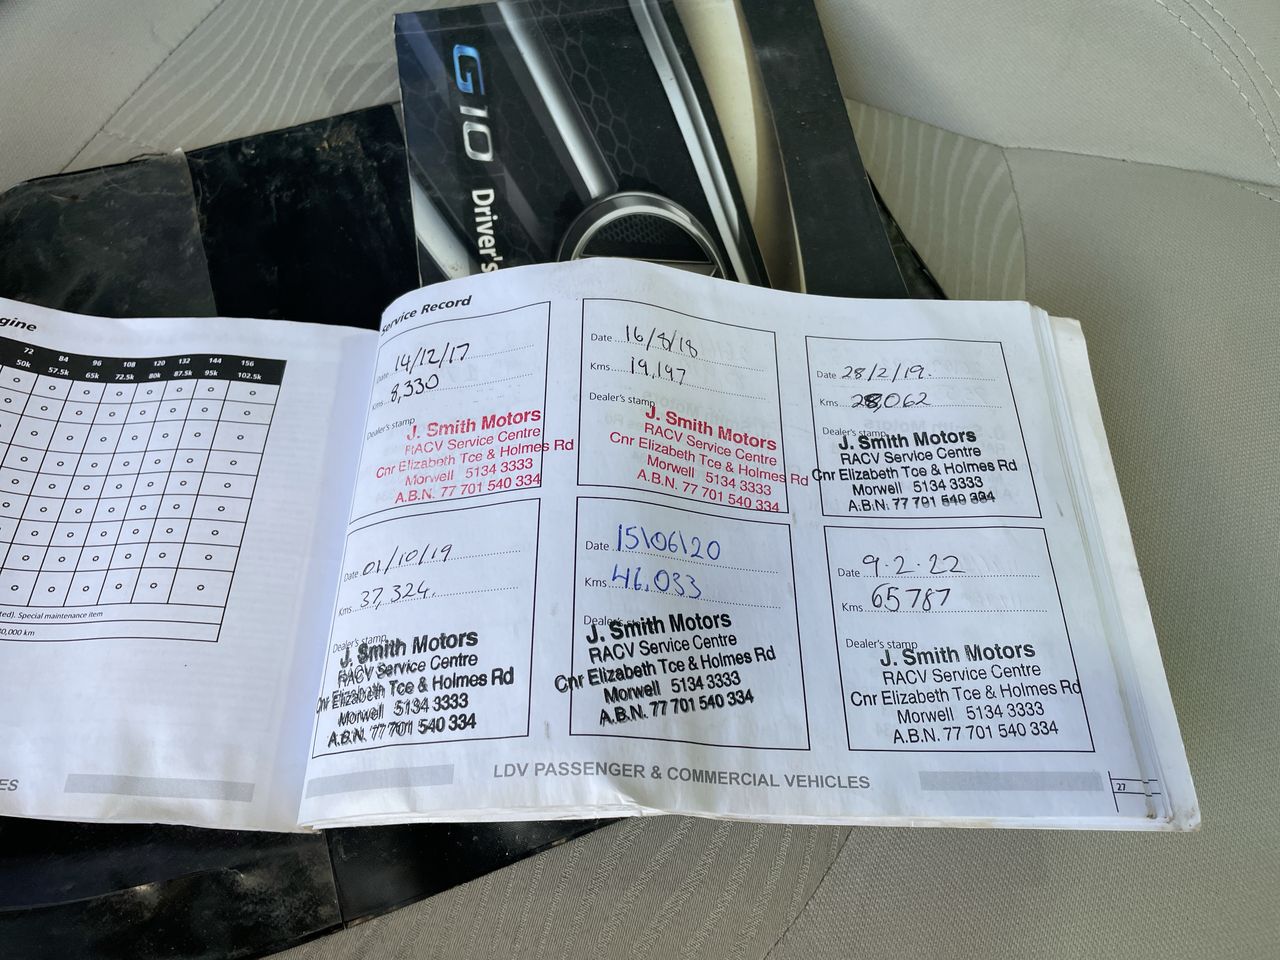 G10 Driver's
gine
72 84 96 108 120 132 144 156
50k 57.5k 65k 72.5k 80k 87.5k 95k 102.5k
ted). Special maintenance item
0,000 km
ES
Service Record
Date 14/12/17
Kms 8,330
Dealer's stamp
J. Smith Motors
RACV Service Centre
Cnr Elizabeth Tce & Holmes Rd
Morwell 5134 3333
A.B.N. 77 701 540 334
Date 16/8/18
Kms 19,197
Dealer's stamp
J. Smith Motors
RACV Service Centre
Cnr Elizabeth Tce & Holmes Rd
Morwell 5134 3333
A.B.N. 77 701 540 334
Date 28/2/19.
Kms 28,062
Dealer's stamp
J. Smith Motors
RACV Service Centre
Cnr Elizabeth Tce & Holmes Rd
Morwell 5134 3333
A.B.N. 77 701 540 334
Date 01/10/19
Kms 37,324.
Dealer's stamp
J. Smith Motors
RACV Service Centre
Cnr Elizabeth Tce & Holmes Rd
Morwell 5134 3333
A.B.N. 77 701 540 334
Date 15\06\20
Kms 46,033
Dealer's stamp
J. Smith Motors
RACV Service Centre
Cnr Elizabeth Tce & Holmes Rd
Morwell 5134 3333
A.B.N. 77 701 540 334
Date 9.2.22
Kms 65787
Dealer's stamp
J. Smith Motors
RACV Service Centre
Cnr Elizabeth Tce & Holmes Rd
Morwell 5134 3333
A.B.N. 77 701 540 334
LDV PASSENGER & COMMERCIAL VEHICLES
27